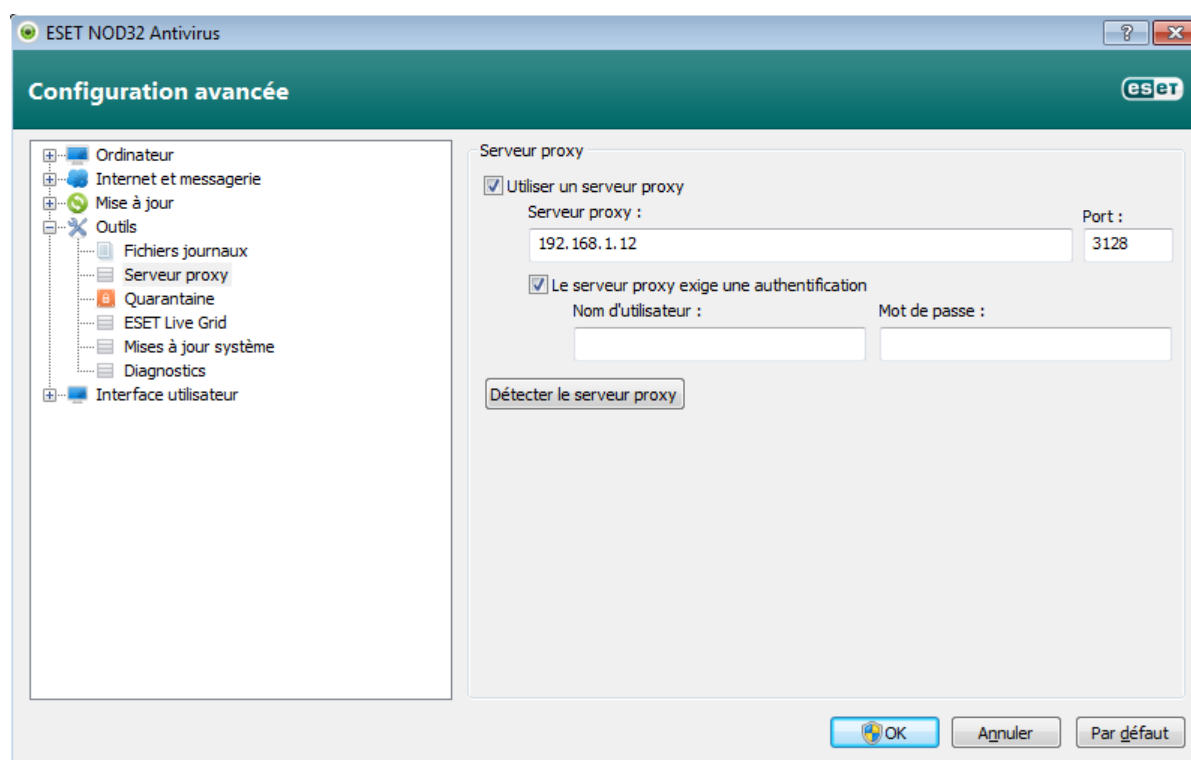 ESET NOD32 Antivirus
?
Configuration avancée
eseT
Ordinateur
Internet et messagerie
Mise à jour
Outils
Fichiers journaux
Serveur proxy
Quarantaine
ESET Live Grid
Mises à jour système
Diagnostics
Interface utilisateur
Serveur proxy
Utiliser un serveur proxy
Serveur proxy : Port :
192.168.1.12 3128
Le serveur proxy exige une authentification
Nom d'utilisateur : Mot de passe :
Détecter le serveur proxy
OK Annuler Par défaut